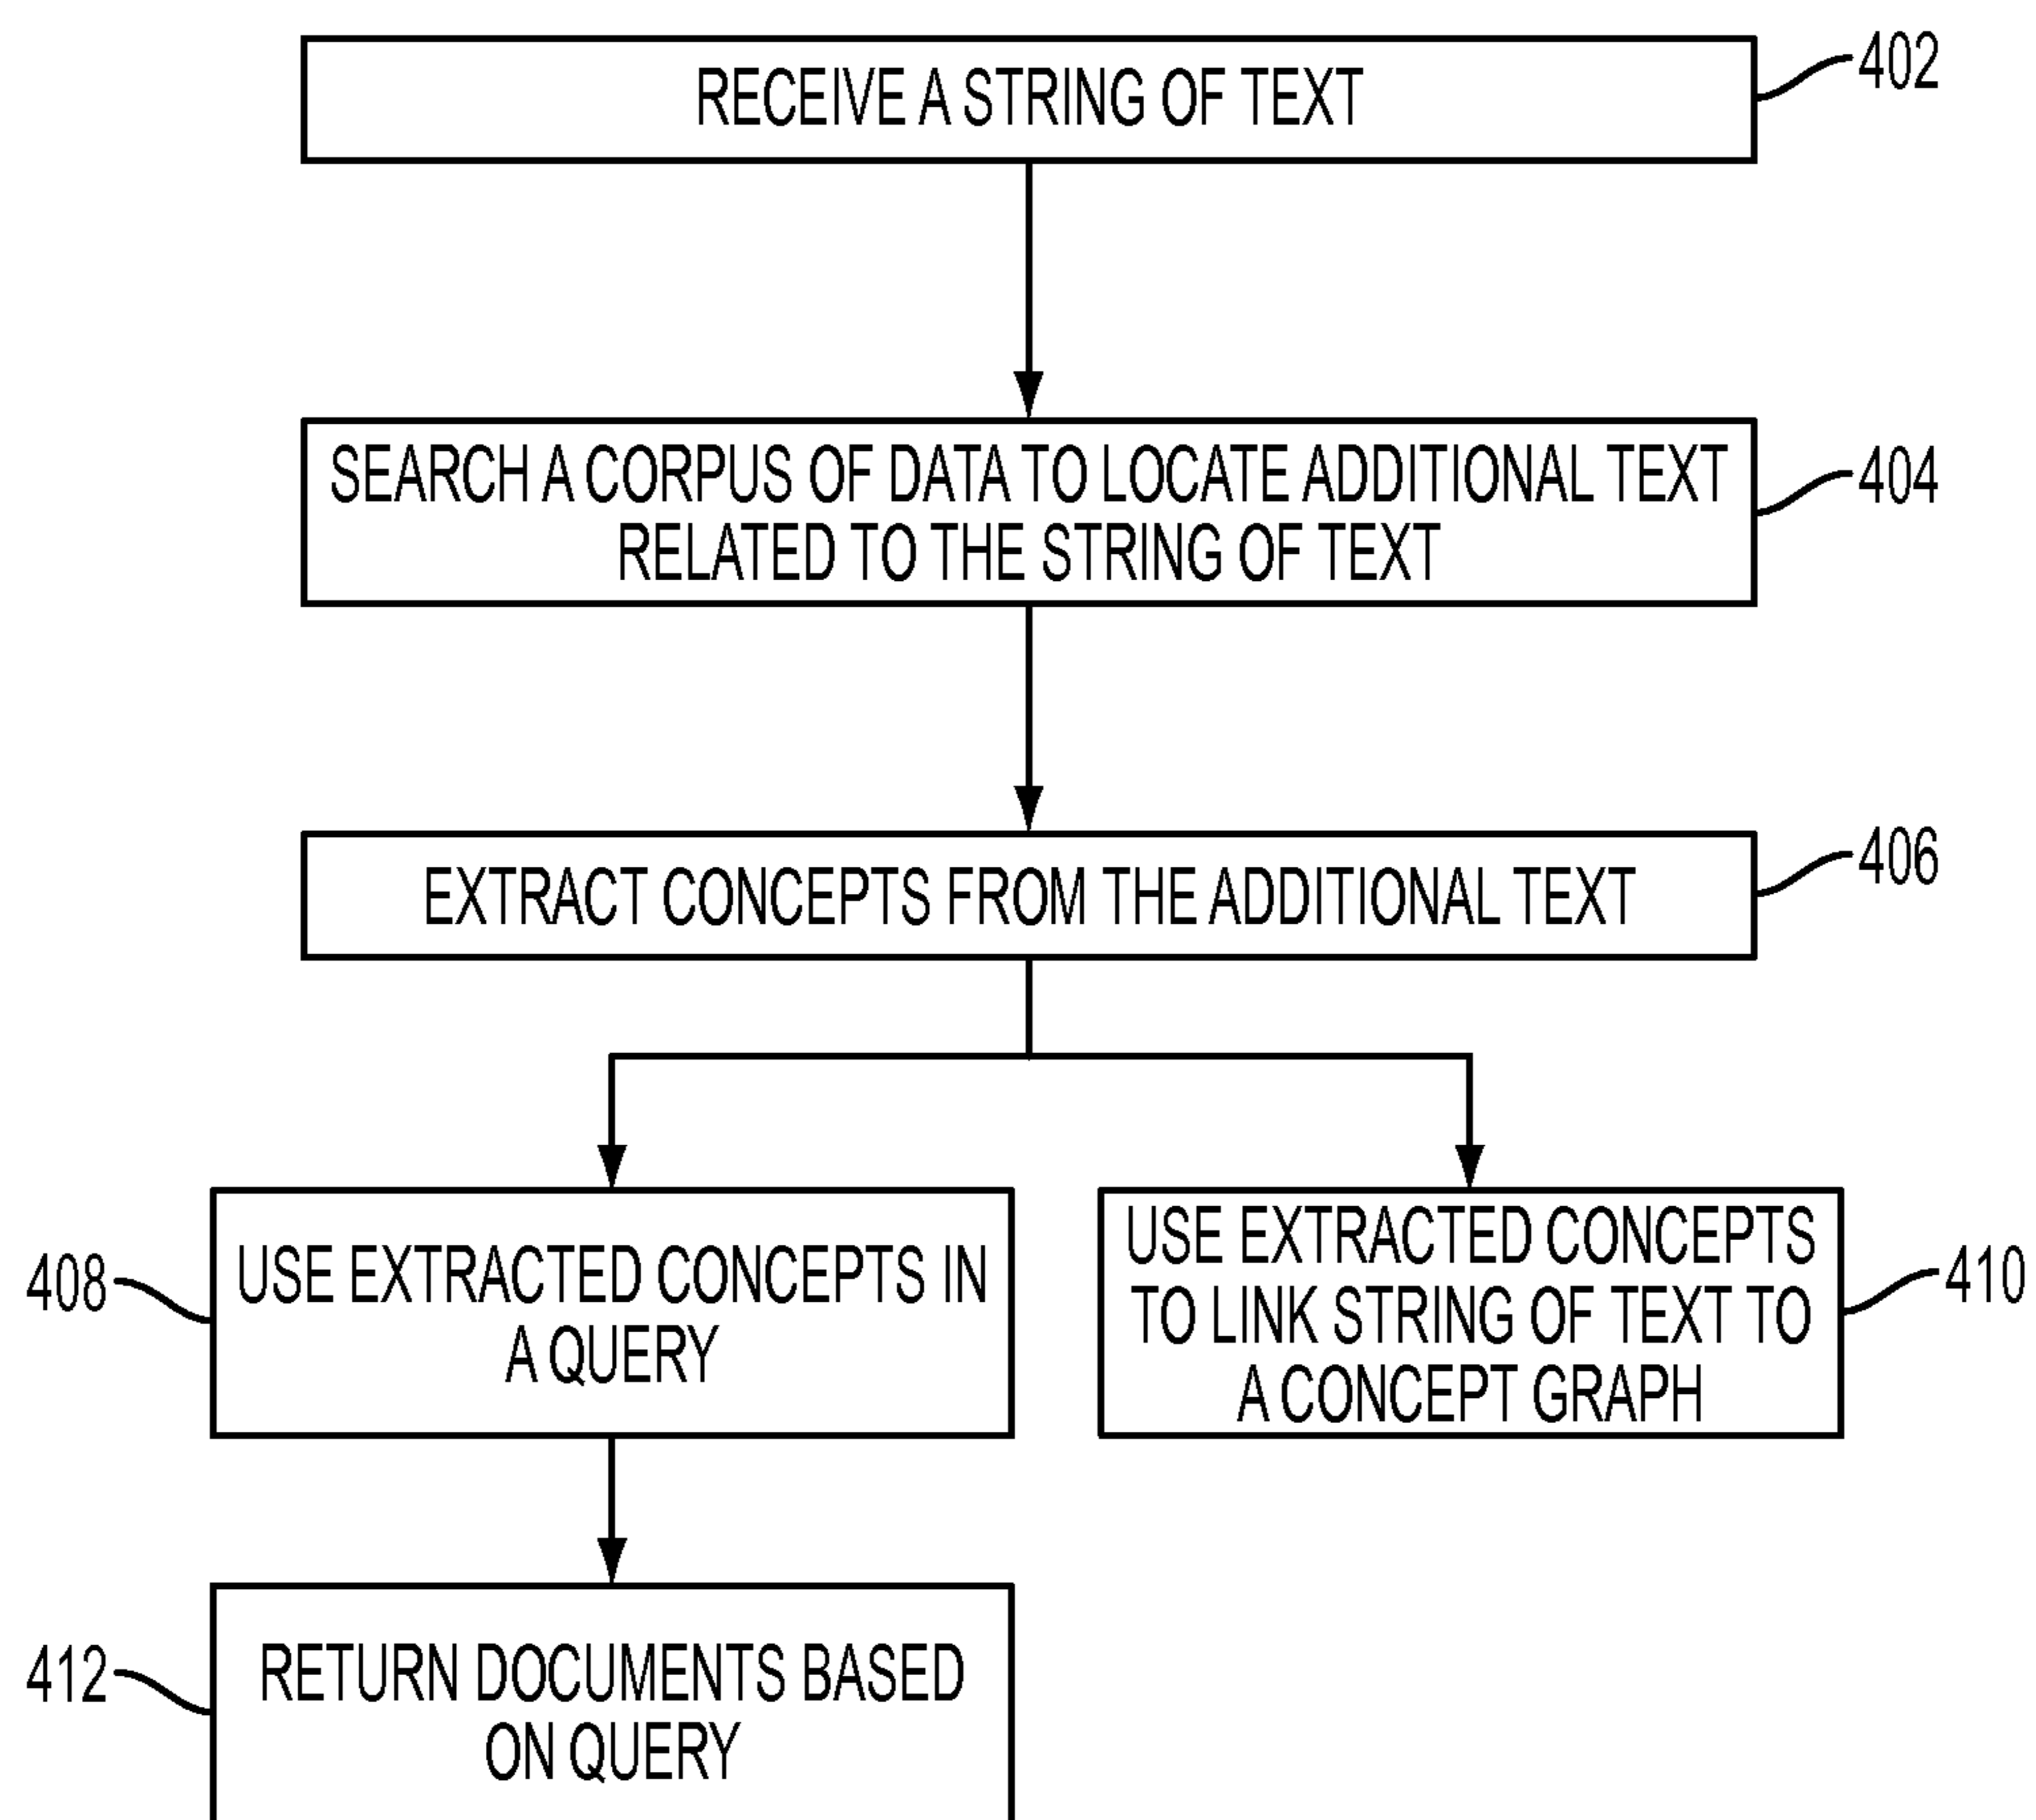 RECEIVE A STRING OF TEXT
402
SEARCH A CORPUS OF DATA TO LOCATE ADDITIONAL TEXT
RELATED TO THE STRING OF TEXT
404
EXTRACT CONCEPTS FROM THE ADDITIONAL TEXT
406
408
USE EXTRACTED CONCEPTS IN
A QUERY
USE EXTRACTED CONCEPTS
TO LINK STRING OF TEXT TO
A CONCEPT GRAPH
410
412
RETURN DOCUMENTS BASED
ON QUERY